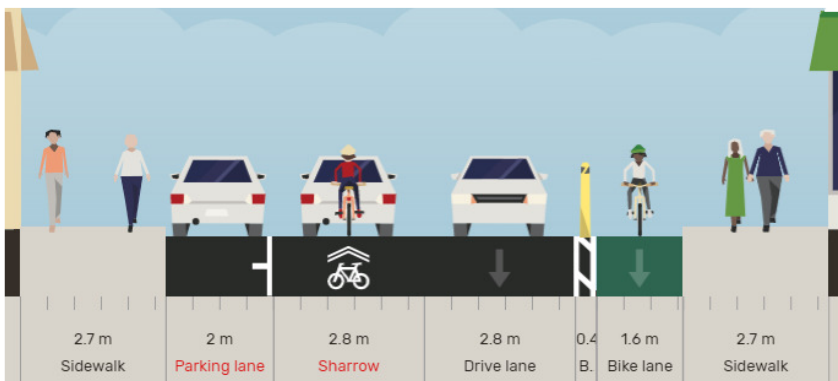 2.7 m
Sidewalk
2 m
Parking lane
2.8 m
Sharrow
2.8 m
Drive lane
0.4
B.
1.6 m
Bike lane
2.7 m
Sidewalk